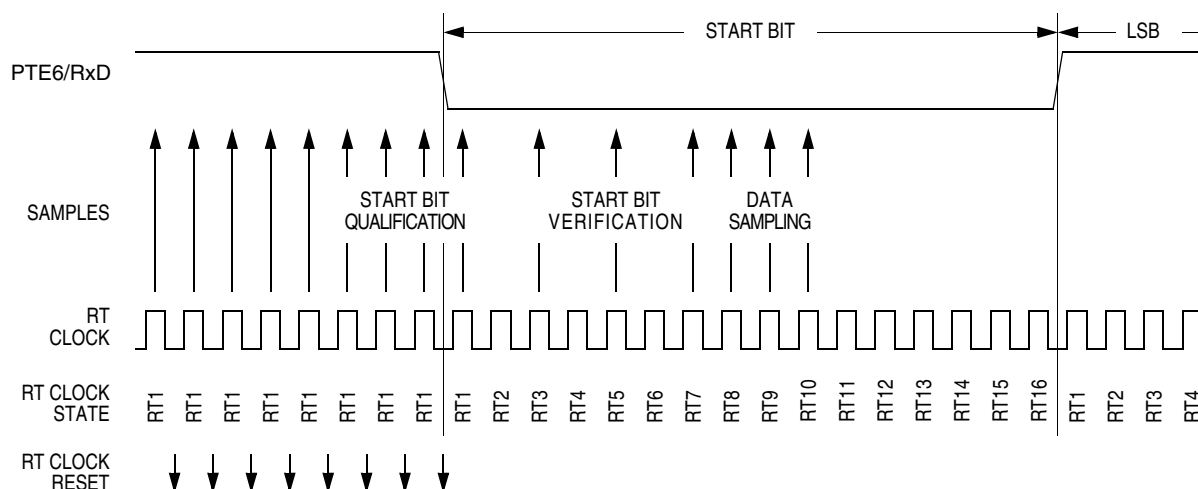 START BIT
LSB
PTE6/RxD
SAMPLES
START BIT
QUALIFICATION
START BIT
VERIFICATION
DATA
SAMPLING
RT
CLOCK
RT CLOCK
STATE
RT1 RT1 RT1 RT1 RT1 RT1 RT1 RT1 RT1 RT2 RT3 RT4 RT5 RT6 RT7 RT8 RT9 RT10 RT11 RT12 RT13 RT14 RT15 RT16 RT1 RT2 RT3 RT4
RT CLOCK
RESET